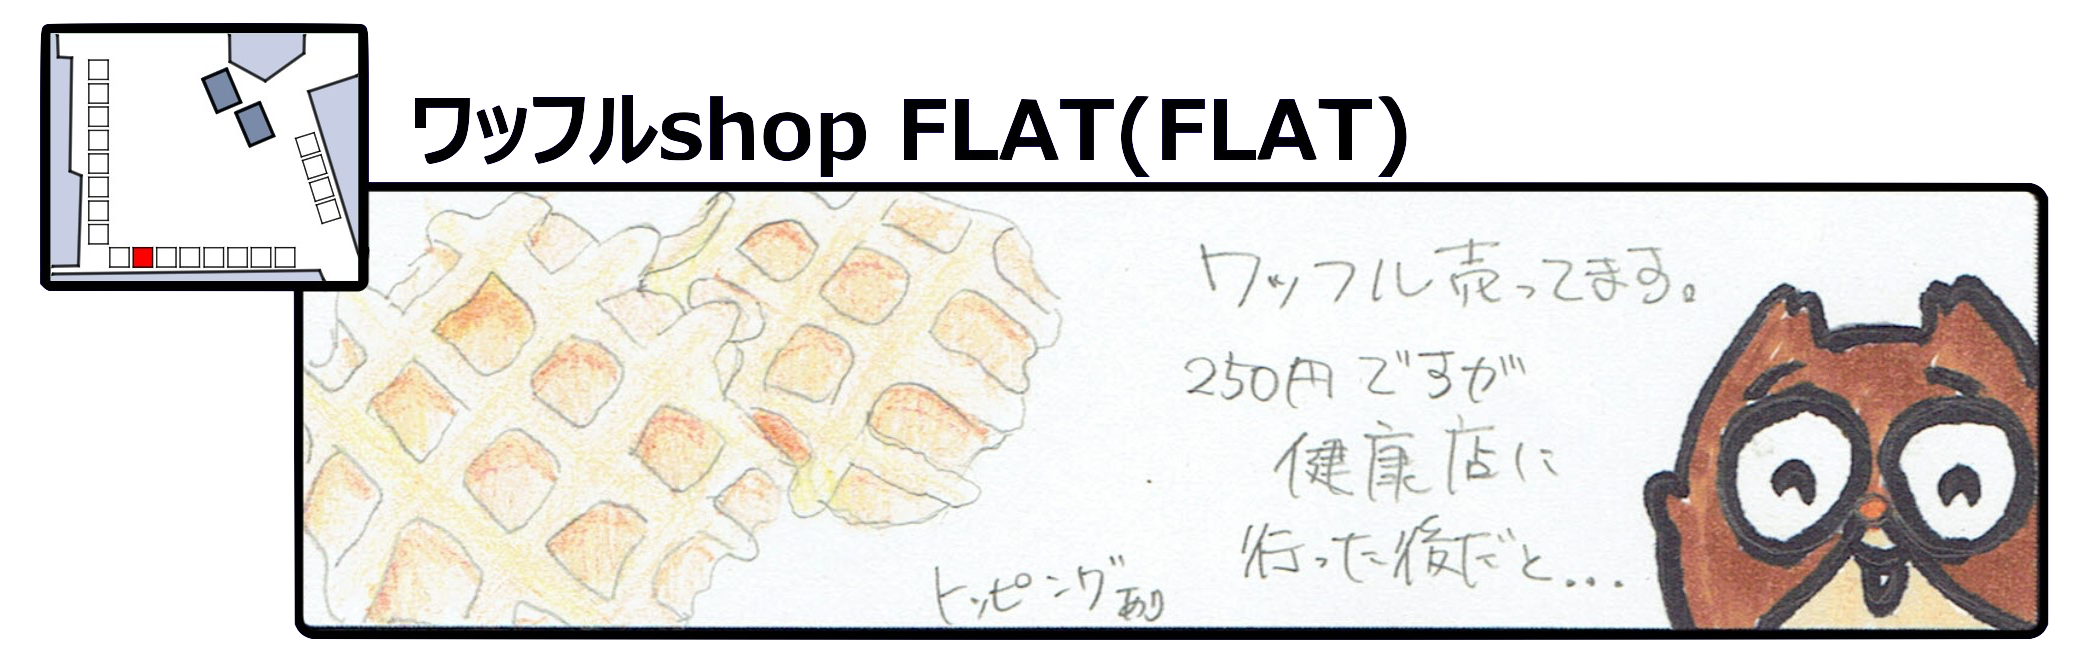 ワッフルshop FLAT(FLAT)
ワッフル売ってます。
250円ですが
健康店に
行った後だと...
トッピングあり